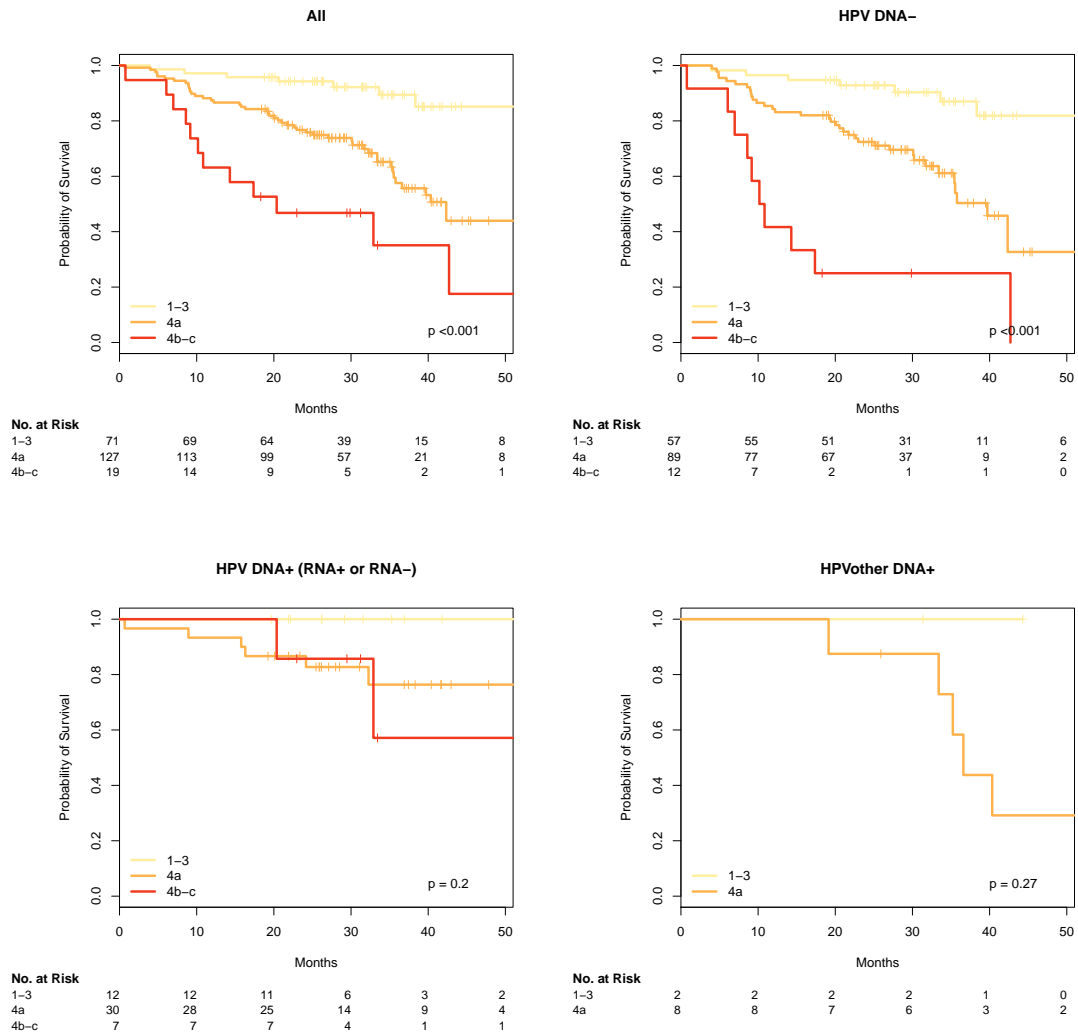 All
Probability of Survival
1.0
0.8
0.6
0.4
0.2
0.0
1−3
4a
4b−c
p <0.001
0 10 20 30 40 50
Months
No. at Risk
1−3 71 69 64 39 15 8
4a 127 113 99 57 21 8
4b−c 19 14 9 5 2 1
HPV DNA−
Probability of Survival
1.0
0.8
0.6
0.4
0.2
0.0
1−3
4a
4b−c
p <0.001
0 10 20 30 40 50
Months
No. at Risk
1−3 57 55 51 31 11 6
4a 89 77 67 37 9 2
4b−c 12 7 2 1 1 0
HPV DNA+ (RNA+ or RNA−)
Probability of Survival
1.0
0.8
0.6
0.4
0.2
0.0
1−3
4a
4b−c
p = 0.2
0 10 20 30 40 50
Months
No. at Risk
1−3 12 12 11 6 3 2
4a 30 28 25 14 9 4
4b−c 7 7 7 4 1 1
HPVother DNA+
Probability of Survival
1.0
0.8
0.6
0.4
0.2
0.0
1−3
4a
p = 0.27
0 10 20 30 40 50
Months
No. at Risk
1−3 2 2 2 2 1 0
4a 8 8 7 6 3 2